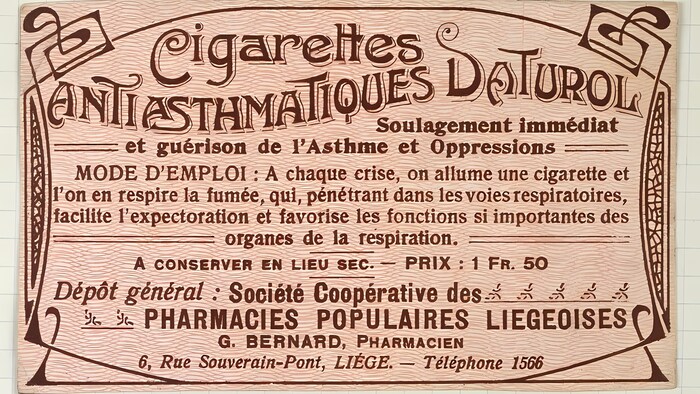 Cigarettes
ANTIASTHMATIQUES DATUROL
Soulagement immédiat
et guérison de l'Asthme et Oppressions
MODE D'EMPLOI : A chaque crise, on allume une cigarette et
l'on en respire la fumée, qui, pénétrant dans les voies respiratoires,
facilite l'expectoration et favorise les fonctions si importantes des
organes de la respiration.
A CONSERVER EN LIEU SEC. — PRIX : 1 FR. 50
Dépôt général : Société Coopérative des
PHARMACIES POPULAIRES LIEGEOISES
G. BERNARD, PHARMACIEN
6, Rue Souverain-Pont, LIÉGE. — Téléphone 1566